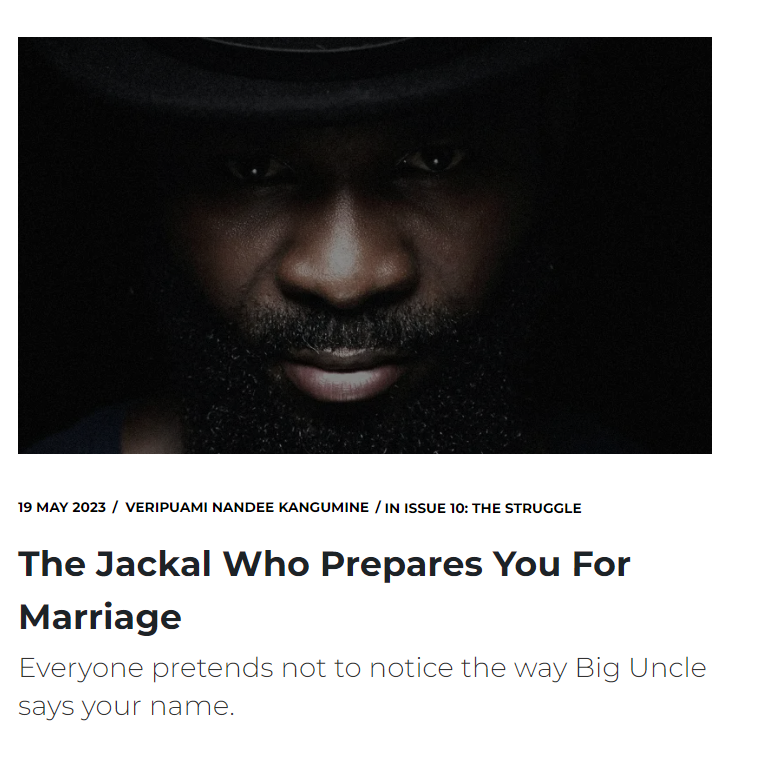 19 MAY 2023 / VERIPUAMI NANDEE KANGUMINE / IN ISSUE 10: THE STRUGGLE
The Jackal Who Prepares You For
Marriage
Everyone pretends not to notice the way Big Uncle
says your name.